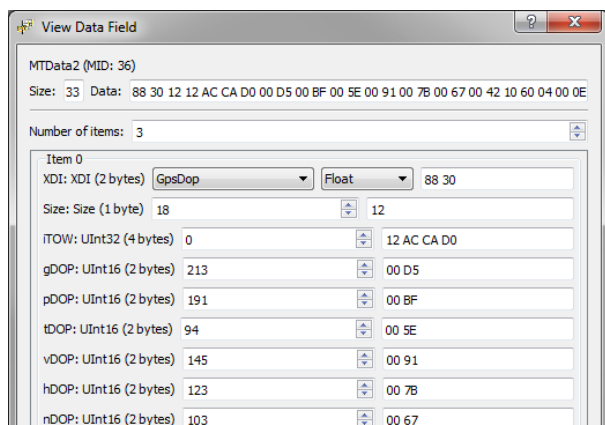 View Data Field
MTData2 (MID: 36)
Size: 33 Data: 88 30 12 12 AC CA D0 00 D5 00 BF 00 5E 00 91 00 7B 00 67 00 42 10 60 04 00 0E
Number of items: 3
Item 0
XDI: XDI (2 bytes) GpsDop Float 88 30
Size: Size (1 byte) 18 12
iTOW: UInt32 (4 bytes) 0 12 AC CA D0
gDOP: UInt16 (2 bytes) 213 00 D5
pDOP: UInt16 (2 bytes) 191 00 BF
tDOP: UInt16 (2 bytes) 94 00 5E
vDOP: UInt16 (2 bytes) 145 00 91
hDOP: UInt16 (2 bytes) 123 00 7B
nDOP: UInt16 (2 bytes) 103 00 67